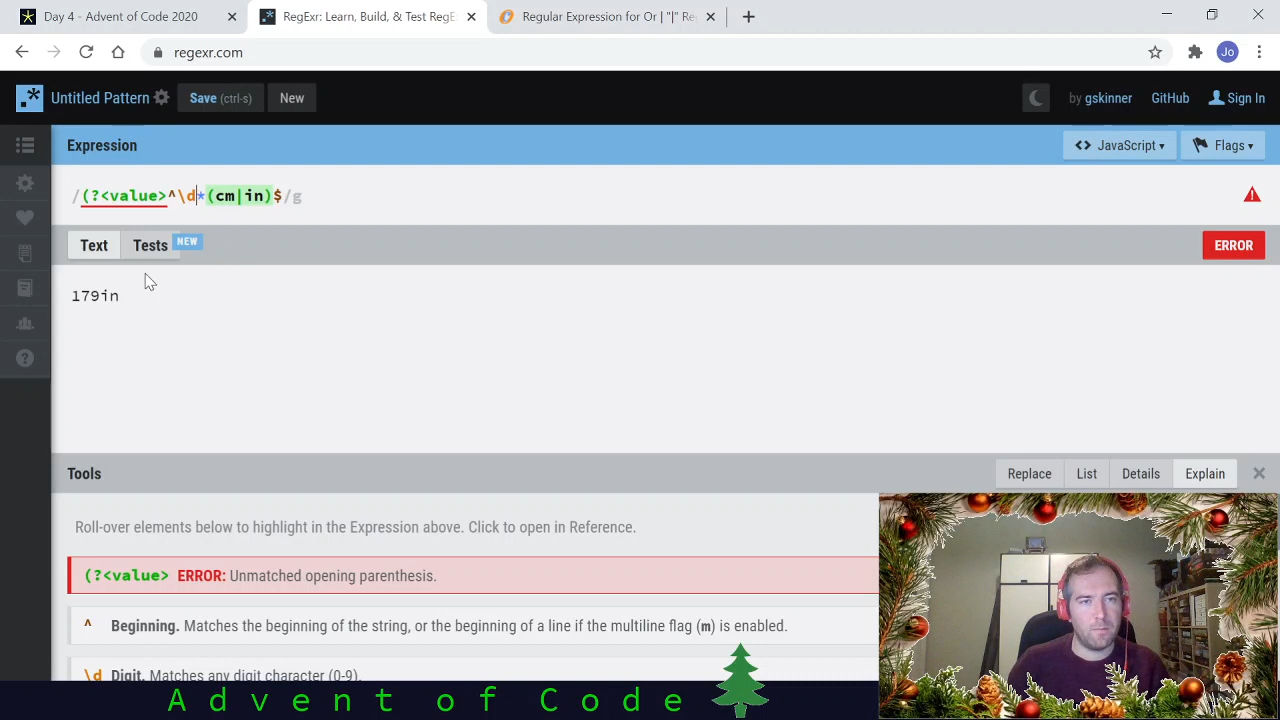 Day 4 - Advent of Code 2020
RegExr: Learn, Build, & Test RegE
Regular Expression for Or | "|" Re
regexr.com
Jo
.*
Untitled Pattern
Save (ctrl-s)
New
by gskinner
GitHub
Sign In
Expression
<> JavaScript
Flags
/(?<value>^\d*(cm|in)$/g
Text
Tests
NEW
ERROR
179in
Tools
Replace
List
Details
Explain
Roll-over elements below to highlight in the Expression above. Click to open in Reference.
(?<value> ERROR: Unmatched opening parenthesis.
^ Beginning. Matches the beginning of the string, or the beginning of a line if the multiline flag (m) is enabled.
\d Digit. Matches any digit character (0-9).
Advent of Code